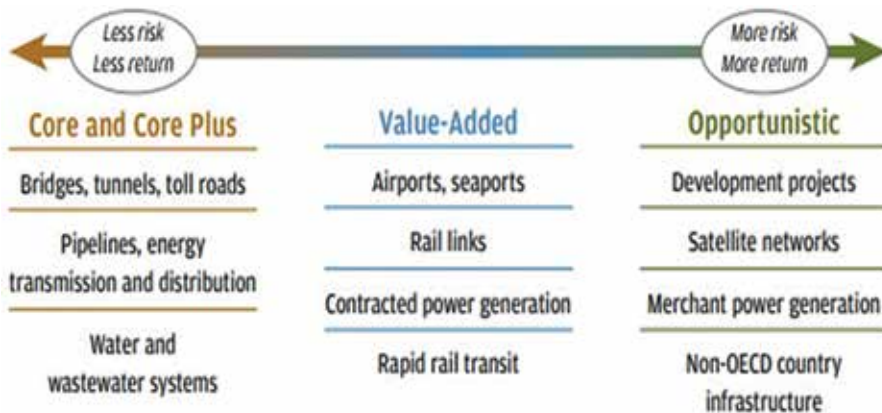 Less risk
Less return
More risk
More return
Core and Core Plus
Bridges, tunnels, toll roads
Pipelines, energy
transmission and distribution
Water and
wastewater systems
Value-Added
Airports, seaports
Rail links
Contracted power generation
Rapid rail transit
Opportunistic
Development projects
Satellite networks
Merchant power generation
Non-OECD country
infrastructure